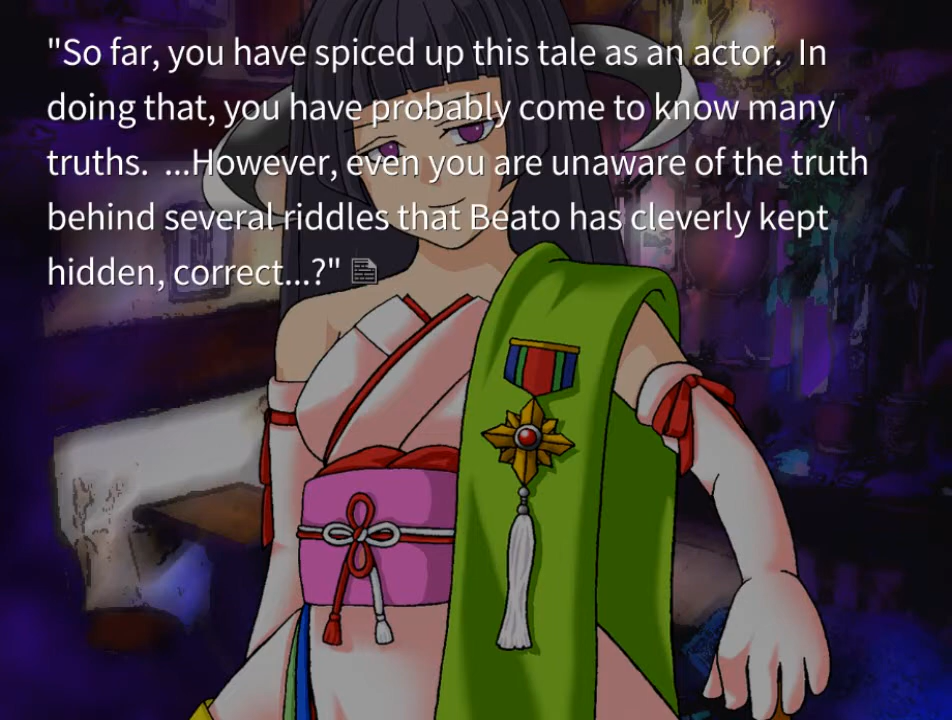 "So far, you have spiced up this tale as an actor.  In
doing that, you have probably come to know many
truths.  ...However, even you are unaware of the truth
behind several riddles that Beato has cleverly kept
hidden, correct...?"